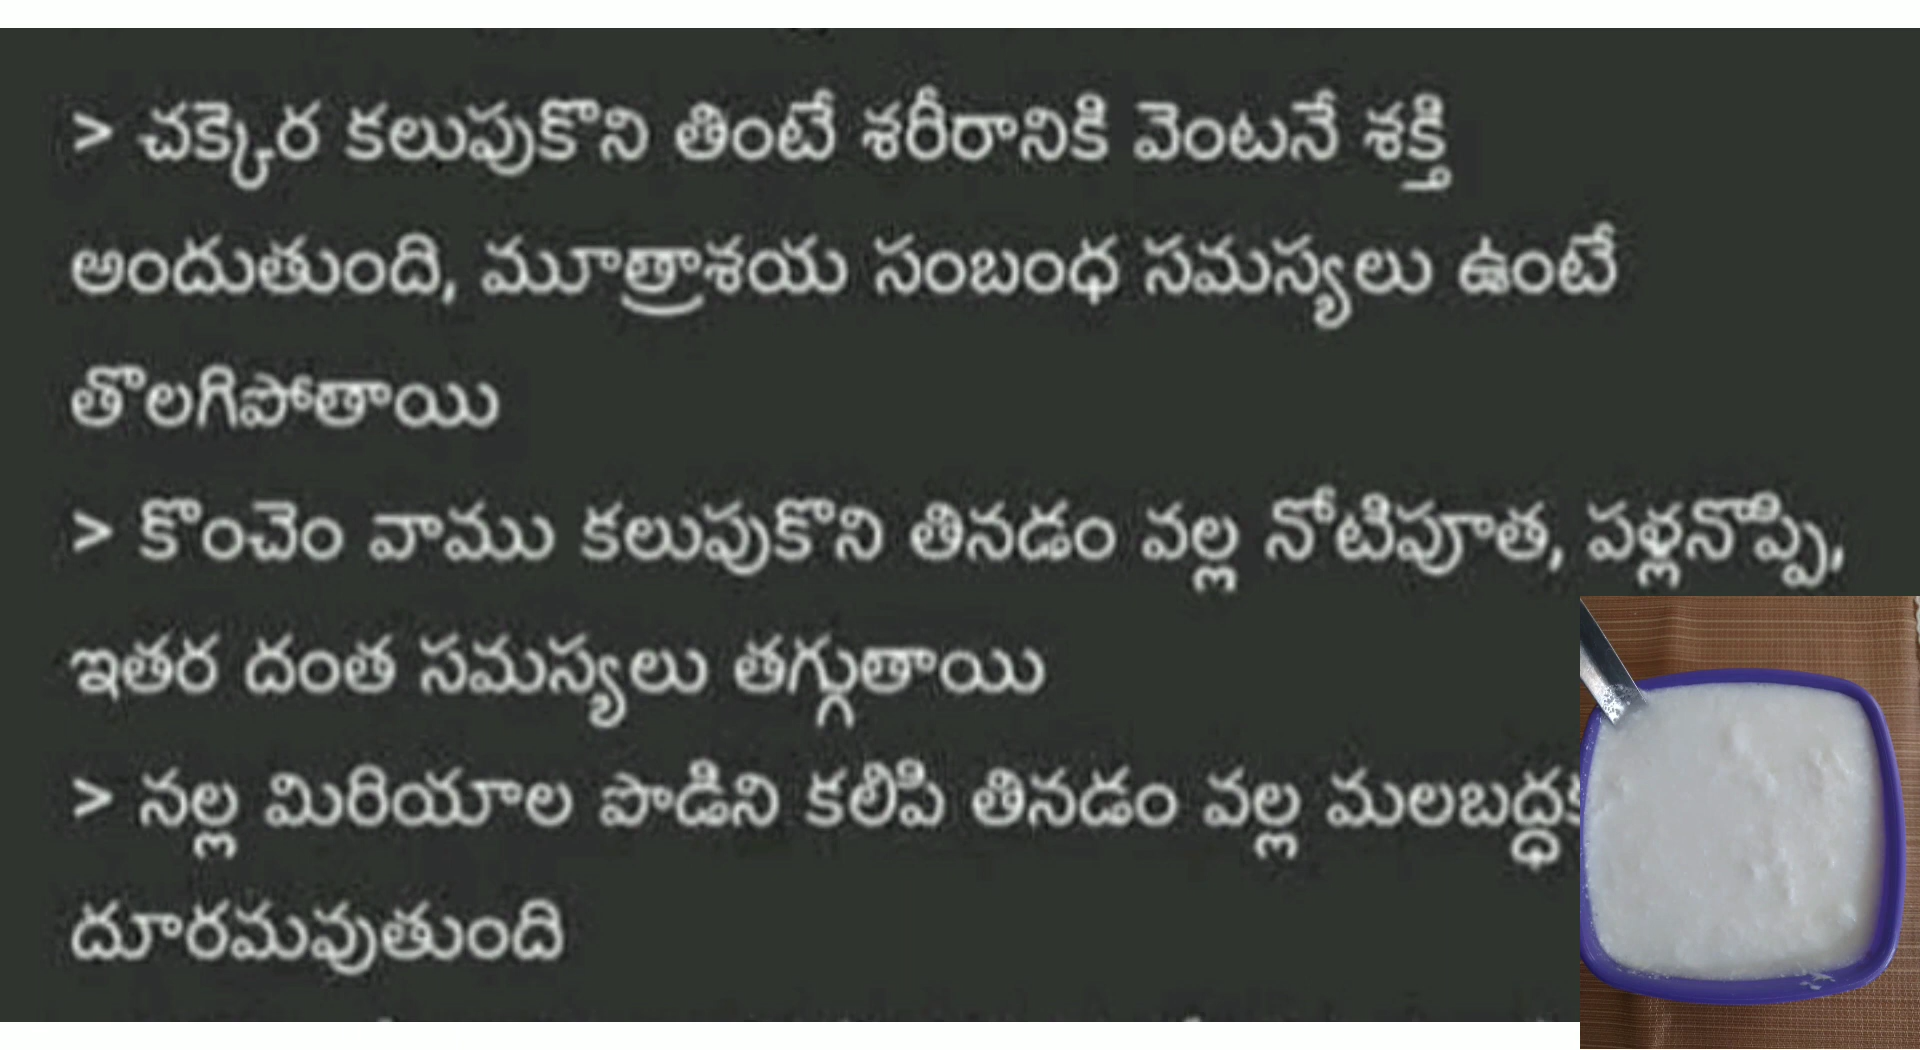 > చక్కెర కలుపుకొని తింటే శరీరానికి వెంటనే శక్తి
అందుతుంది, మూత్రాశయ సంబంధ సమస్యలు ఉంటే
తొలగిపోతాయి
> కొంచెం వాము కలుపుకొని తినడం వల్ల నోటిపూత, పళ్లనొప్పి,
ఇతర దంత సమస్యలు తగ్గుతాయి
> నల్ల మిరియాల పొడిని కలిపి తినడం వల్ల
దూరమవుతుంది